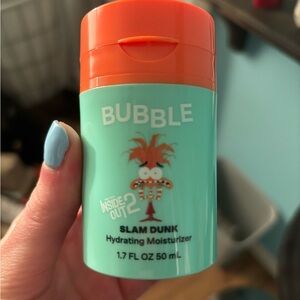 BUBBLE
INSIDE
OUT 2
SLAM DUNK
Hydrating Moisturizer
1.7 FL OZ 50 mL